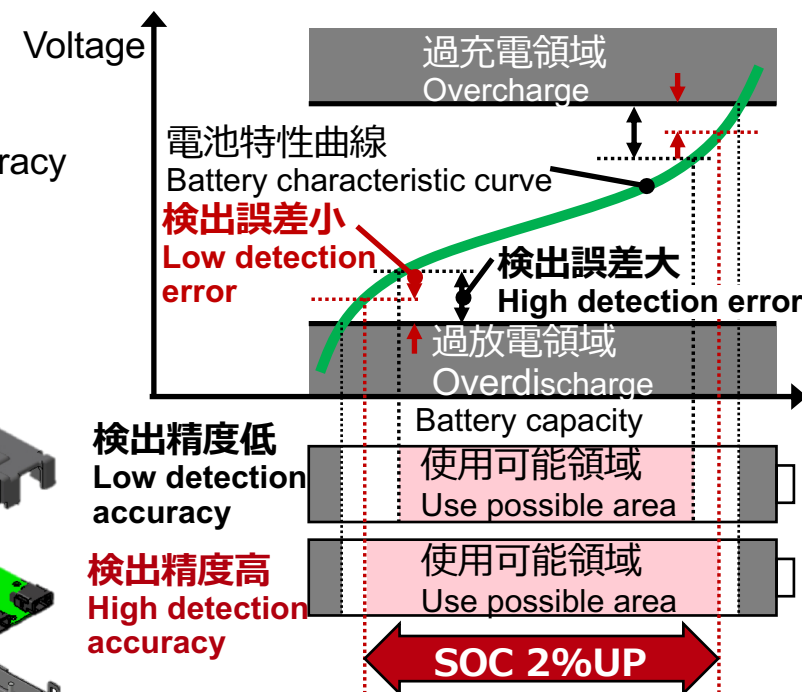 Voltage
過充電領域
Overcharge
racy
電池特性曲線
Battery characteristic curve
検出誤差小
Low detection
error
検出誤差大
High detection error
過放電領域
Overdischarge
Battery capacity
検出精度低
Low detection
accuracy
使用可能領域
Use possible area
検出精度高
High detection
accuracy
使用可能領域
Use possible area
SOC 2%UP